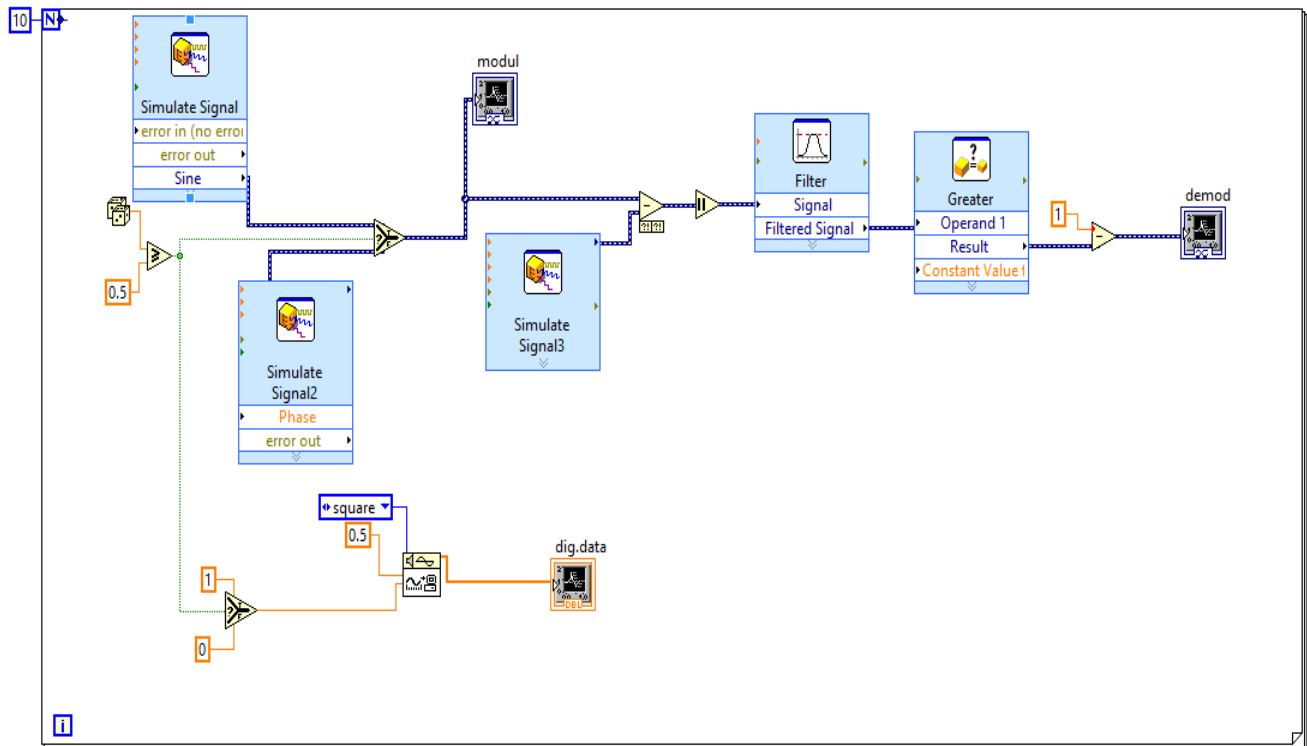 10
N
Simulate Signal
error in (no erroi
error out
Sine
0.5
modul
Simulate
Signal2
Phase
error out
Simulate
Signal3
Filter
Signal
Filtered Signal
Greater
Operand 1
Result
Constant Value
1
demod
square
0.5
dig.data
DBL
1
0
i